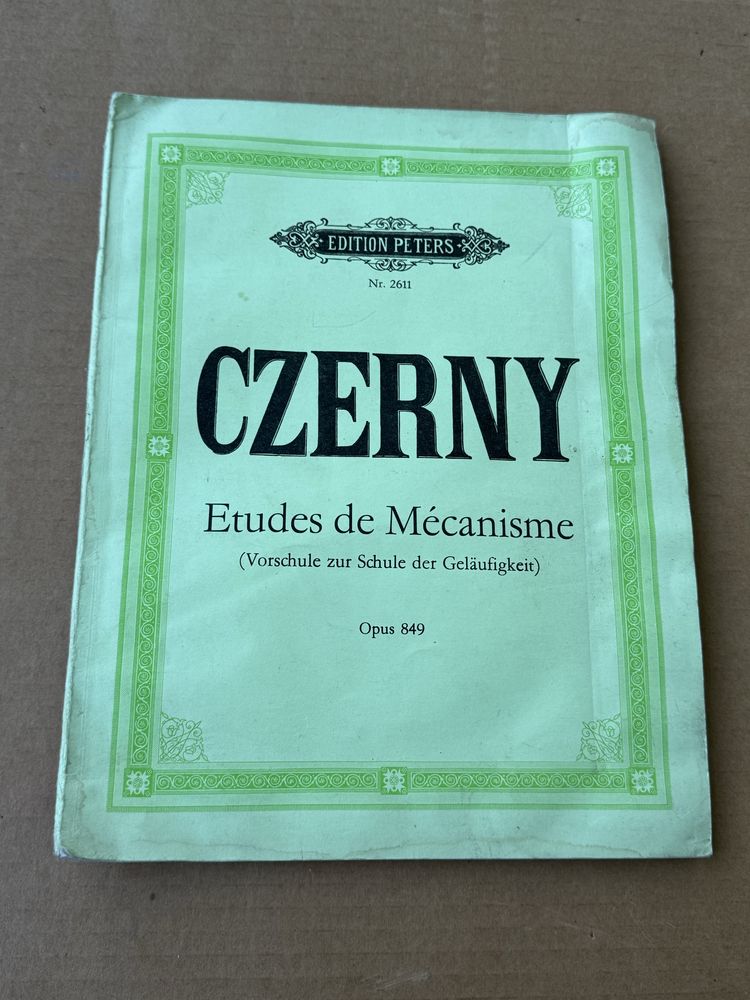 EDITION PETERS
Nr. 2611
CZERNY
Etudes de Mécanisme
(Vorschule zur Schule der Geläufigkeit)
Opus 849